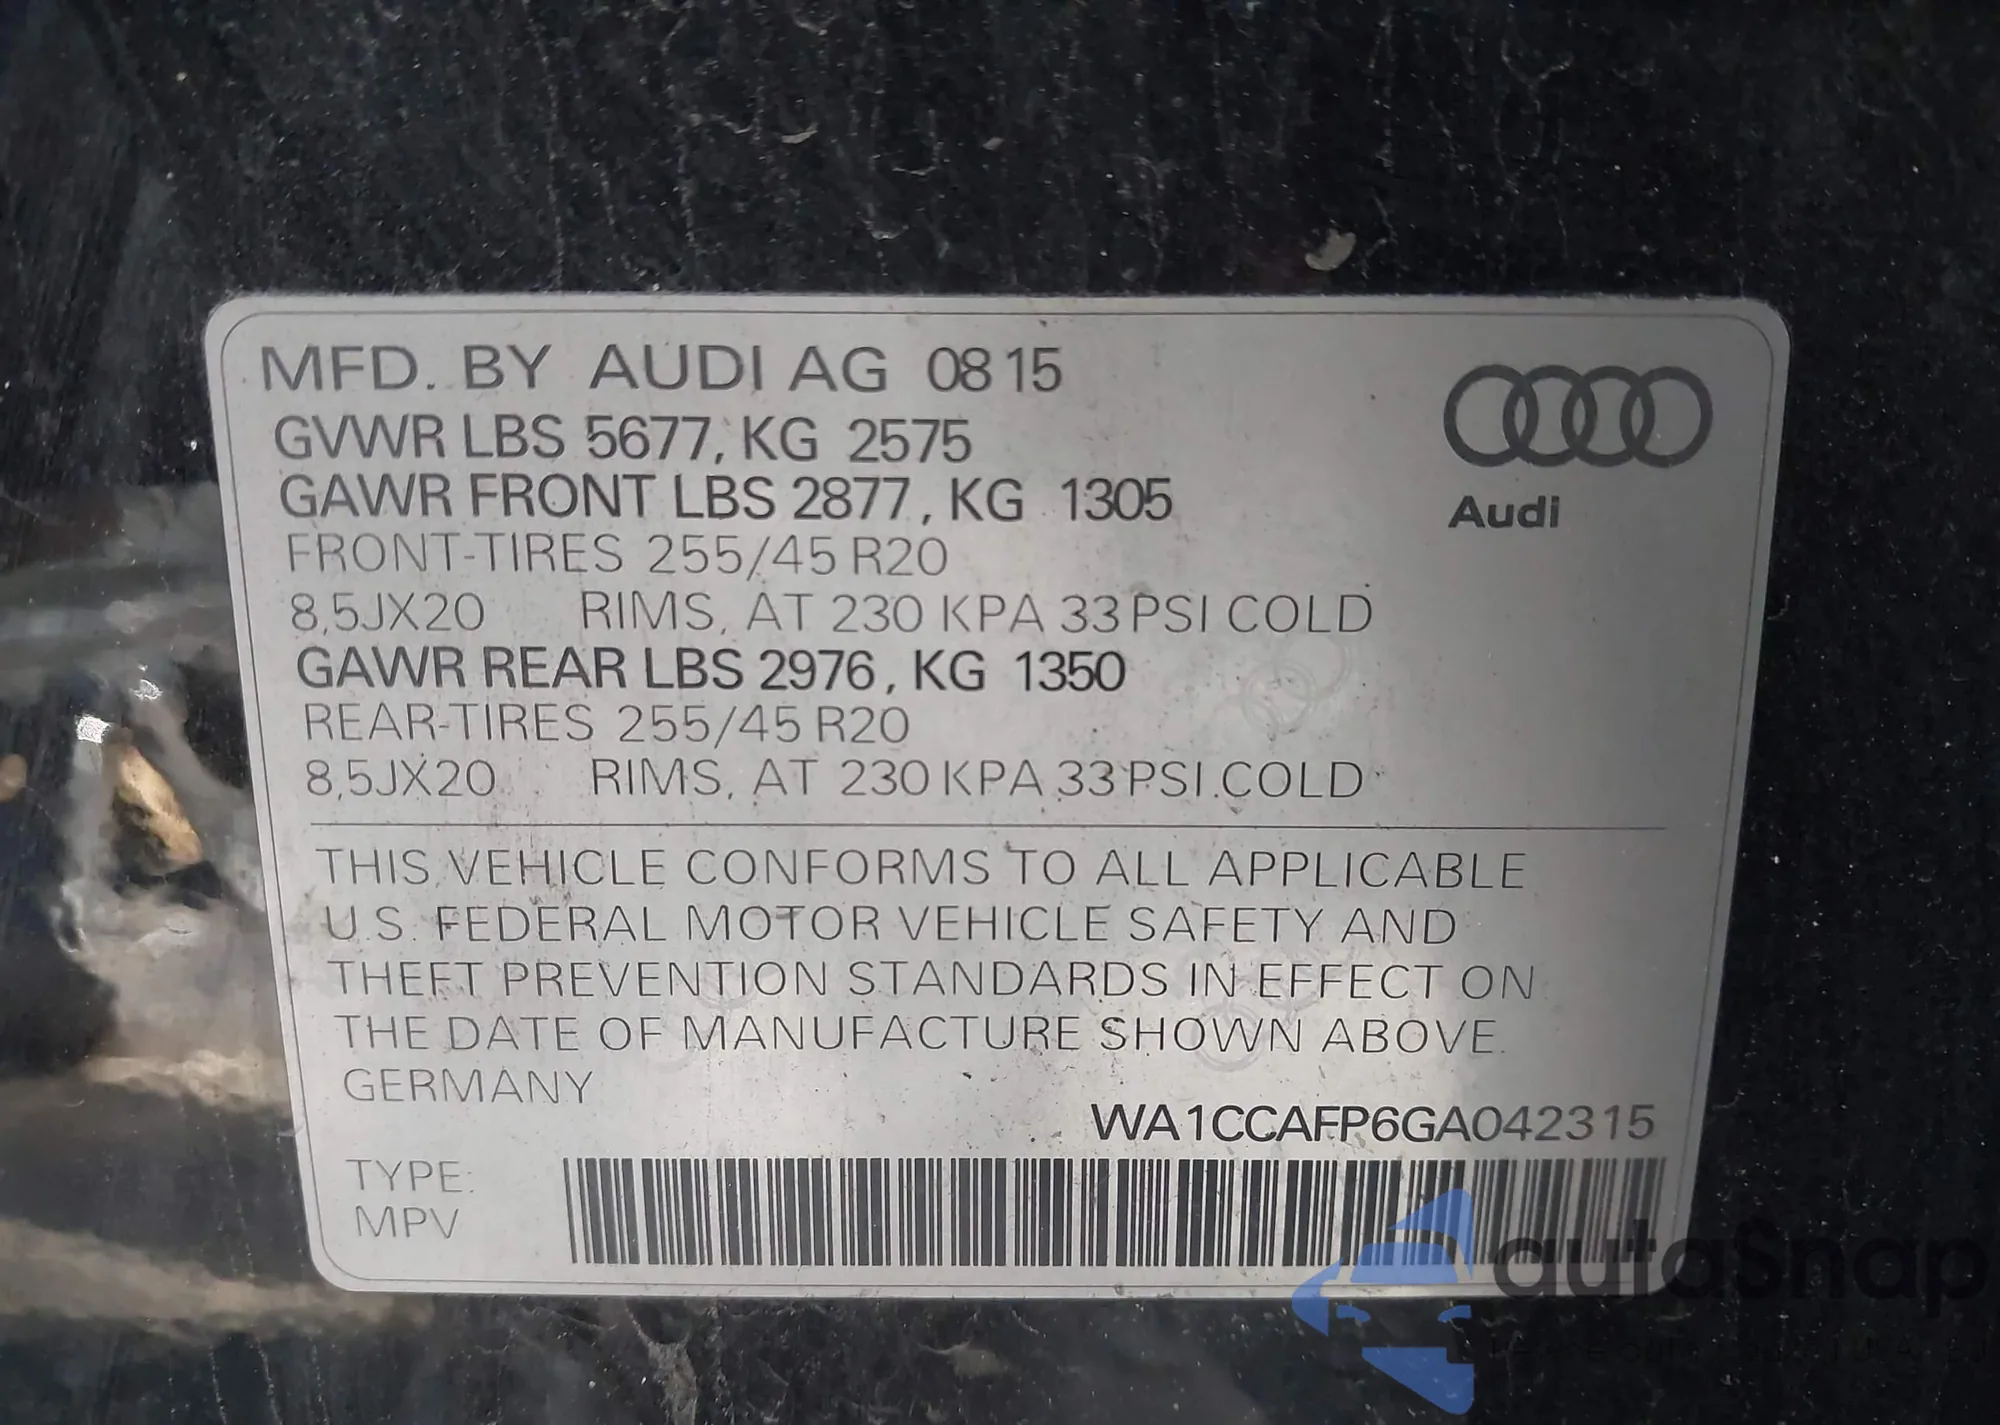 MFD. BY AUDI AG 0815
GVWR LBS 5677, KG 2575
GAWR FRONT LBS 2877, KG 1305
FRONT-TIRES 255/45 R20
8,5JX20 RIMS, AT 230 KPA 33 PSI COLD
GAWR REAR LBS 2976, KG 1350
REAR-TIRES 255/45 R20
8,5JX20 RIMS, AT 230 KPA 33 PSI COLD
Audi
THIS VEHICLE CONFORMS TO ALL APPLICABLE
U.S. FEDERAL MOTOR VEHICLE SAFETY AND
THEFT PREVENTION STANDARDS IN EFFECT ON
THE DATE OF MANUFACTURE SHOWN ABOVE.
GERMANY
WA1CCAFP6GA042315
TYPE:
MPV
autaSnap